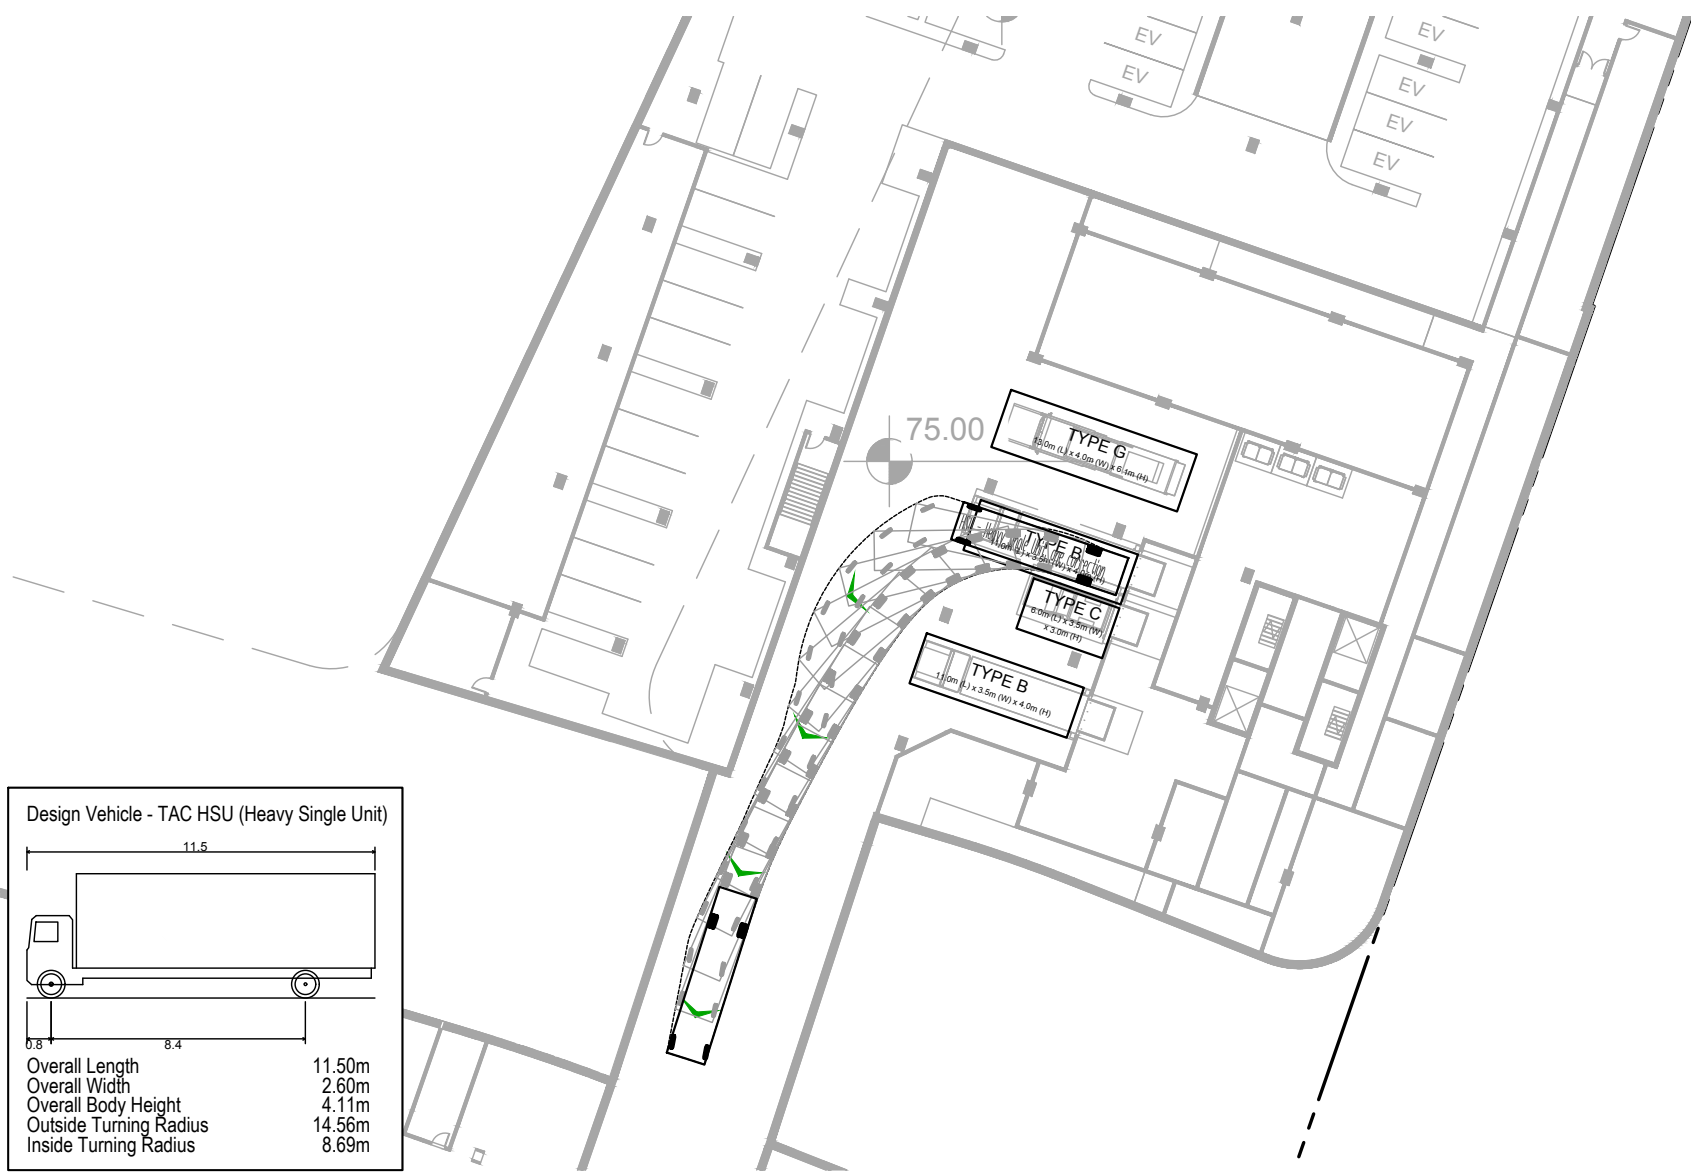 EV
EV
EV
EV
EV
EV
75.00
TYPE G
13.0m (L) x 4.0m (W) x 6.1m (H)
TYPE B
TYPE C
6.0m (L) x 3.5m (W)
x 3.0m (H)
TYPE B
11.0m (L) x 3.5m (W) x 4.0m (H)
Design Vehicle - TAC HSU (Heavy Single Unit)
11.5
0.8
8.4
Overall Length 11.50m
Overall Width 2.60m
Overall Body Height 4.11m
Outside Turning Radius 14.56m
Inside Turning Radius 8.69m